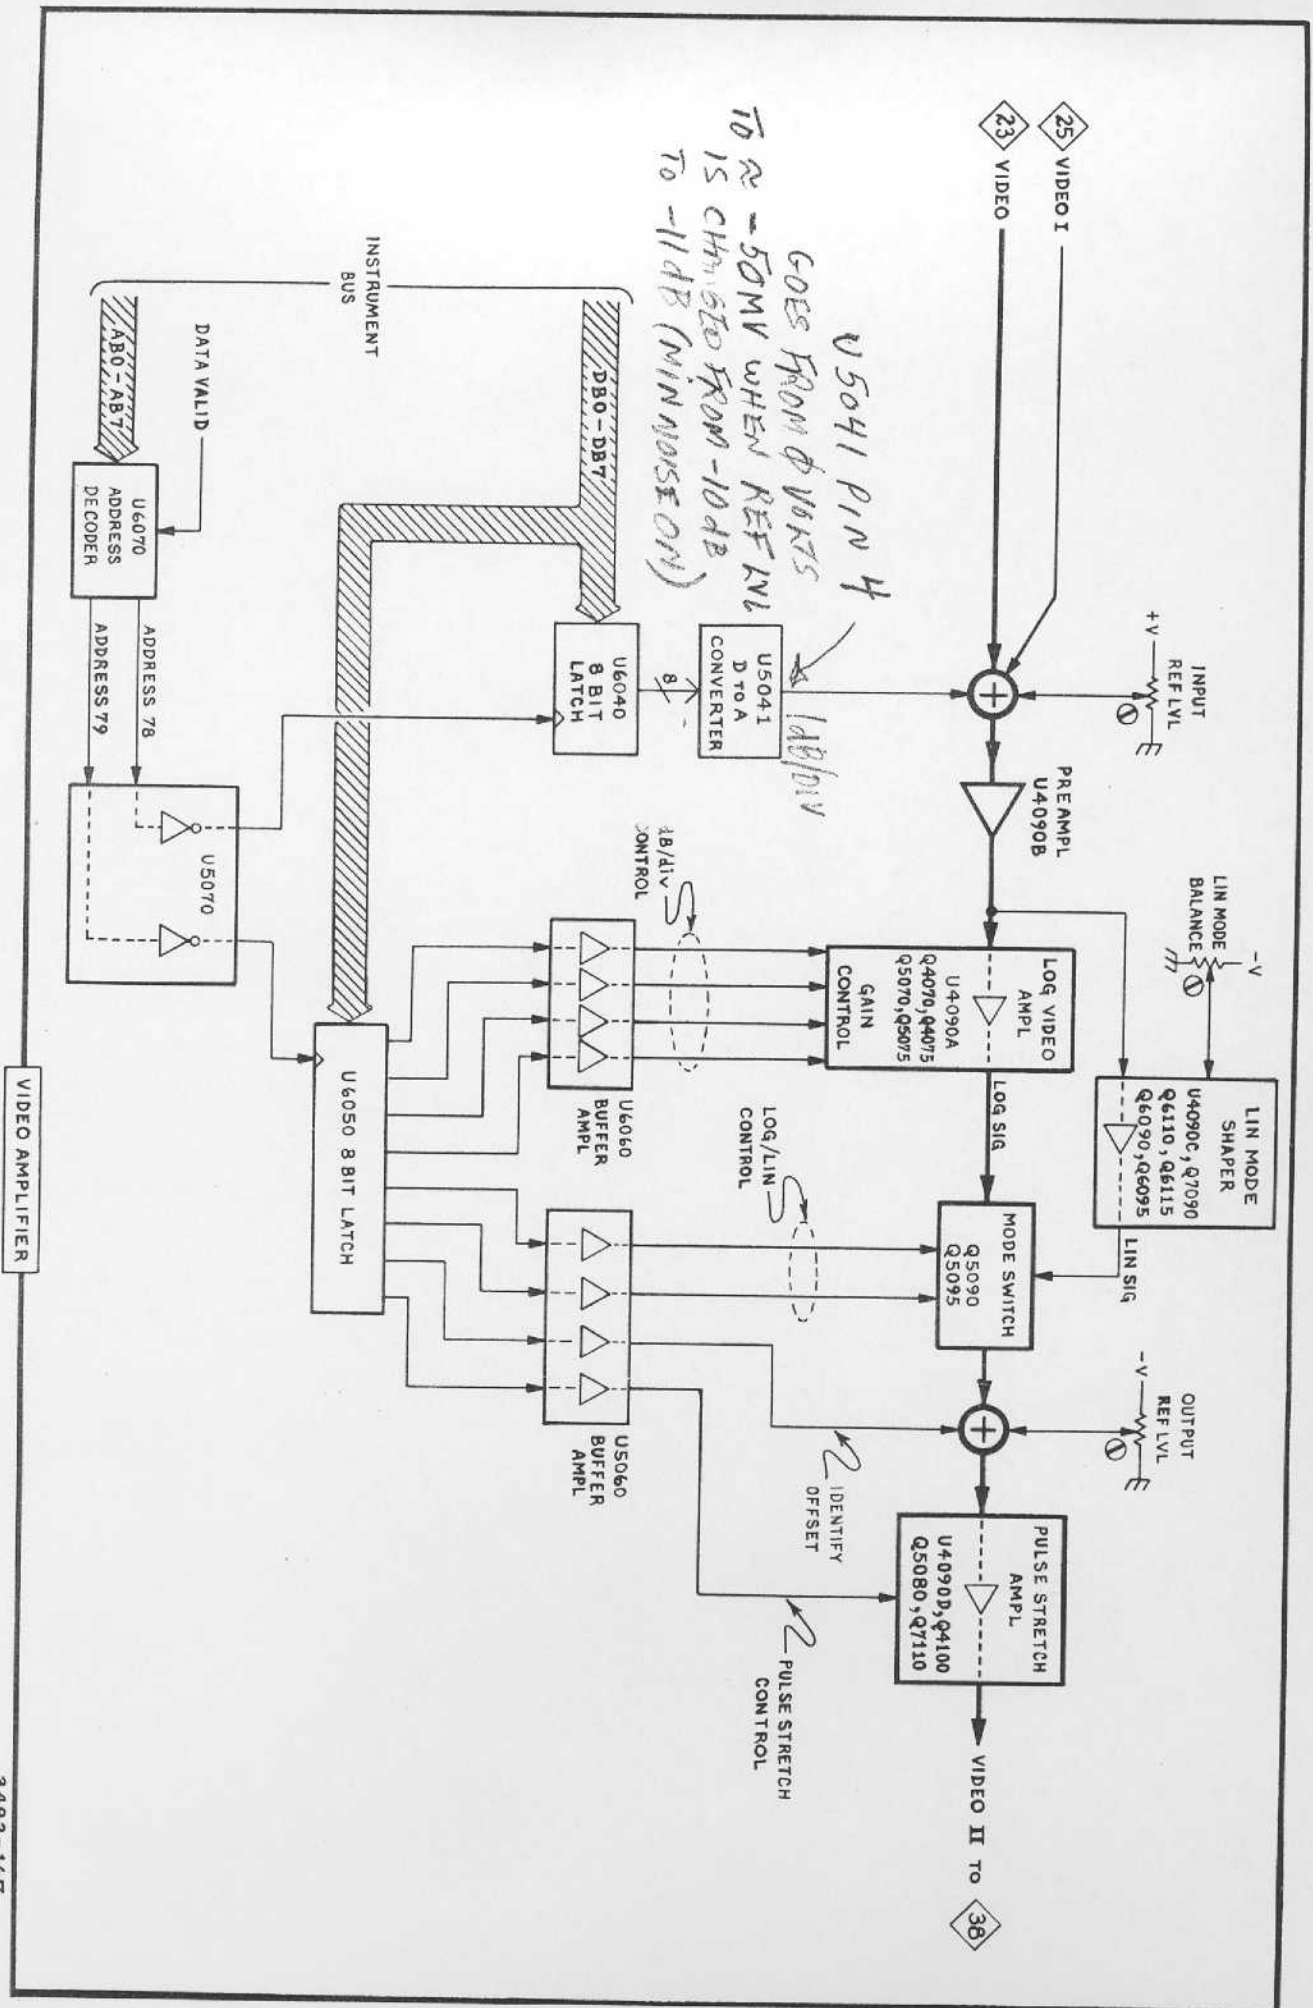 25 VIDEO I
23 VIDEO
INPUT
REF LVL
+V
PREAMPL
U4090B
LIN MODE
BALANCE
-V
LIN MODE
SHAPER
U4090C, Q7090
Q6110, Q6115
Q6090, Q6095
LIN SIG
LOG VIDEO
AMPL
U4090A
Q4070, Q4075
Q5070, Q5075
GAIN
CONTROL
LOG SIG
MODE SWITCH
Q5090
Q5095
OUTPUT
REF LVL
-V
PULSE STRETCH
AMPL
U4090D, Q4100
Q5080, Q7110
VIDEO II TO 38
U5041 PIN 4
GOES FROM 0 VOLTS
TO ≈ -50MV WHEN REF LVL
IS CHANGED FROM -10dB
TO -11dB (MIN NOISE ON)
1dB/DIV
U5041
D TO A
CONVERTER
8
U6040
8 BIT
LATCH
DB0-DB7
INSTRUMENT
BUS
DATA VALID
AB0-AB7
U6070
ADDRESS
DECODER
ADDRESS 78
ADDRESS 79
U5070
dB/div
CONTROL
U6060
BUFFER
AMPL
LOG/LIN
CONTROL
U5060
BUFFER
AMPL
IDENTIFY
OFFSET
PULSE STRETCH
CONTROL
U6050 8 BIT LATCH
VIDEO AMPLIFIER